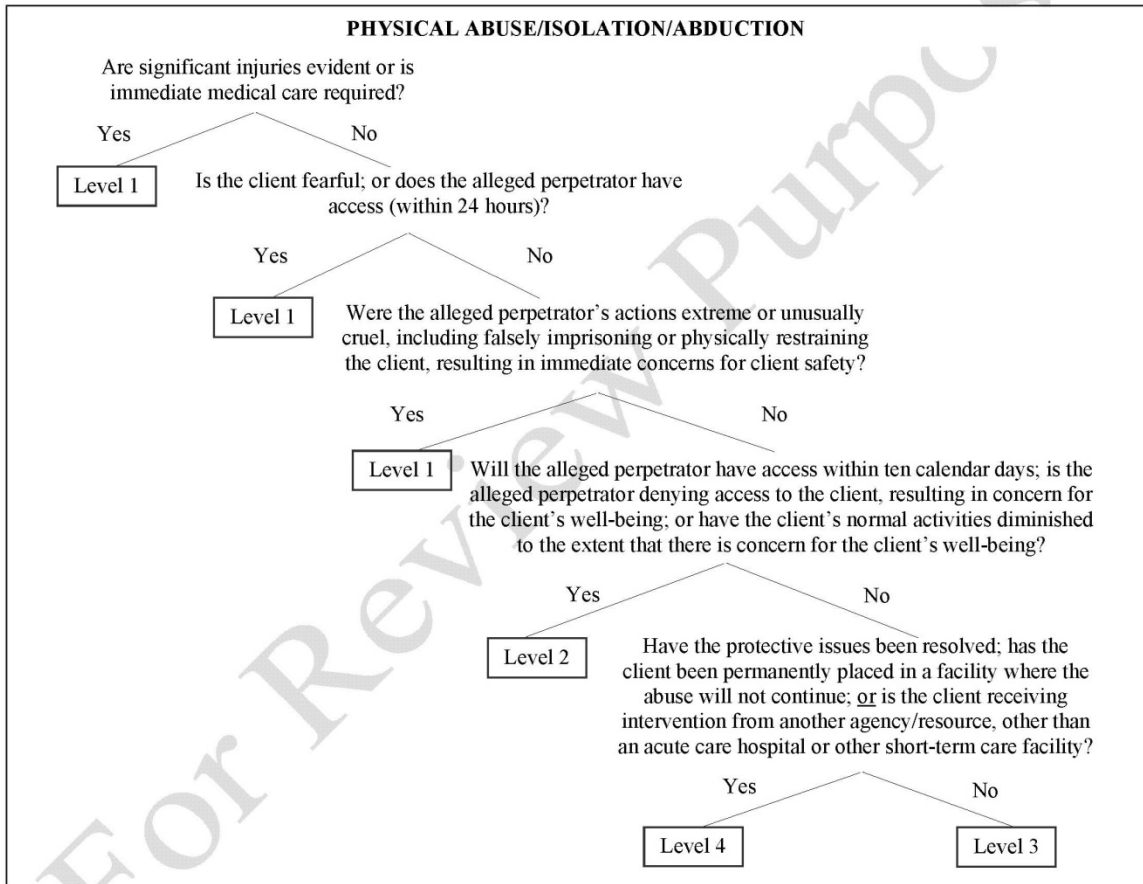 PHYSICAL ABUSE/ISOLATION/ABDUCTION
Are significant injuries evident or is
immediate medical care required?
Yes
No
Level 1
Is the client fearful; or does the alleged perpetrator have
access (within 24 hours)?
Yes
No
Level 1
Were the alleged perpetrator’s actions extreme or unusually
cruel, including falsely imprisoning or physically restraining
the client, resulting in immediate concerns for client safety?
Yes
No
Level 1
Will the alleged perpetrator have access within ten calendar days; is the
alleged perpetrator denying access to the client, resulting in concern for
the client’s well-being; or have the client’s normal activities diminished
to the extent that there is concern for the client’s well-being?
Yes
No
Level 2
Have the protective issues been resolved; has the
client been permanently placed in a facility where the
abuse will not continue; or is the client receiving
intervention from another agency/resource, other than
an acute care hospital or other short-term care facility?
Yes
No
Level 4
Level 3
For Review Purpo